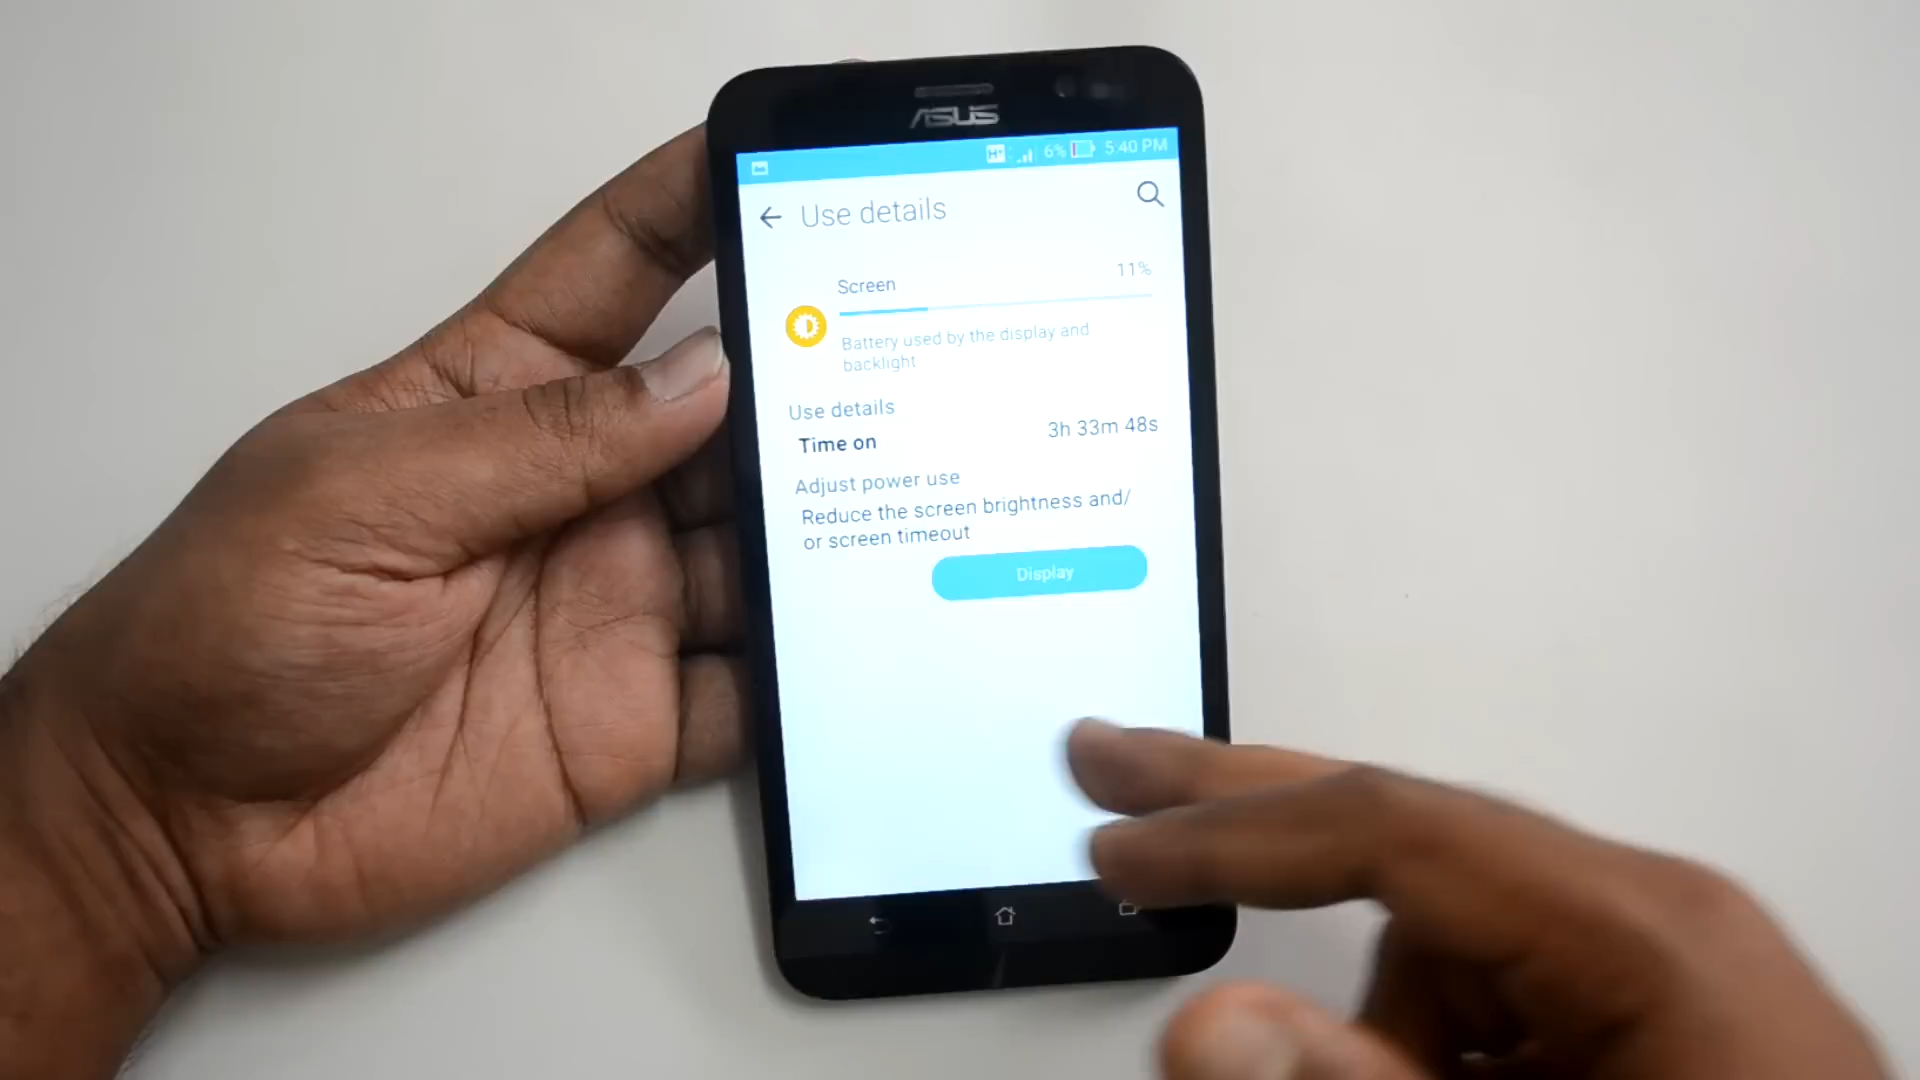 ASUS
H+ 6% 5:40 PM
Use details
Screen 11%
Battery used by the display and
backlight
Use details
Time on 3h 33m 48s
Adjust power use
Reduce the screen brightness and/
or screen timeout
Display